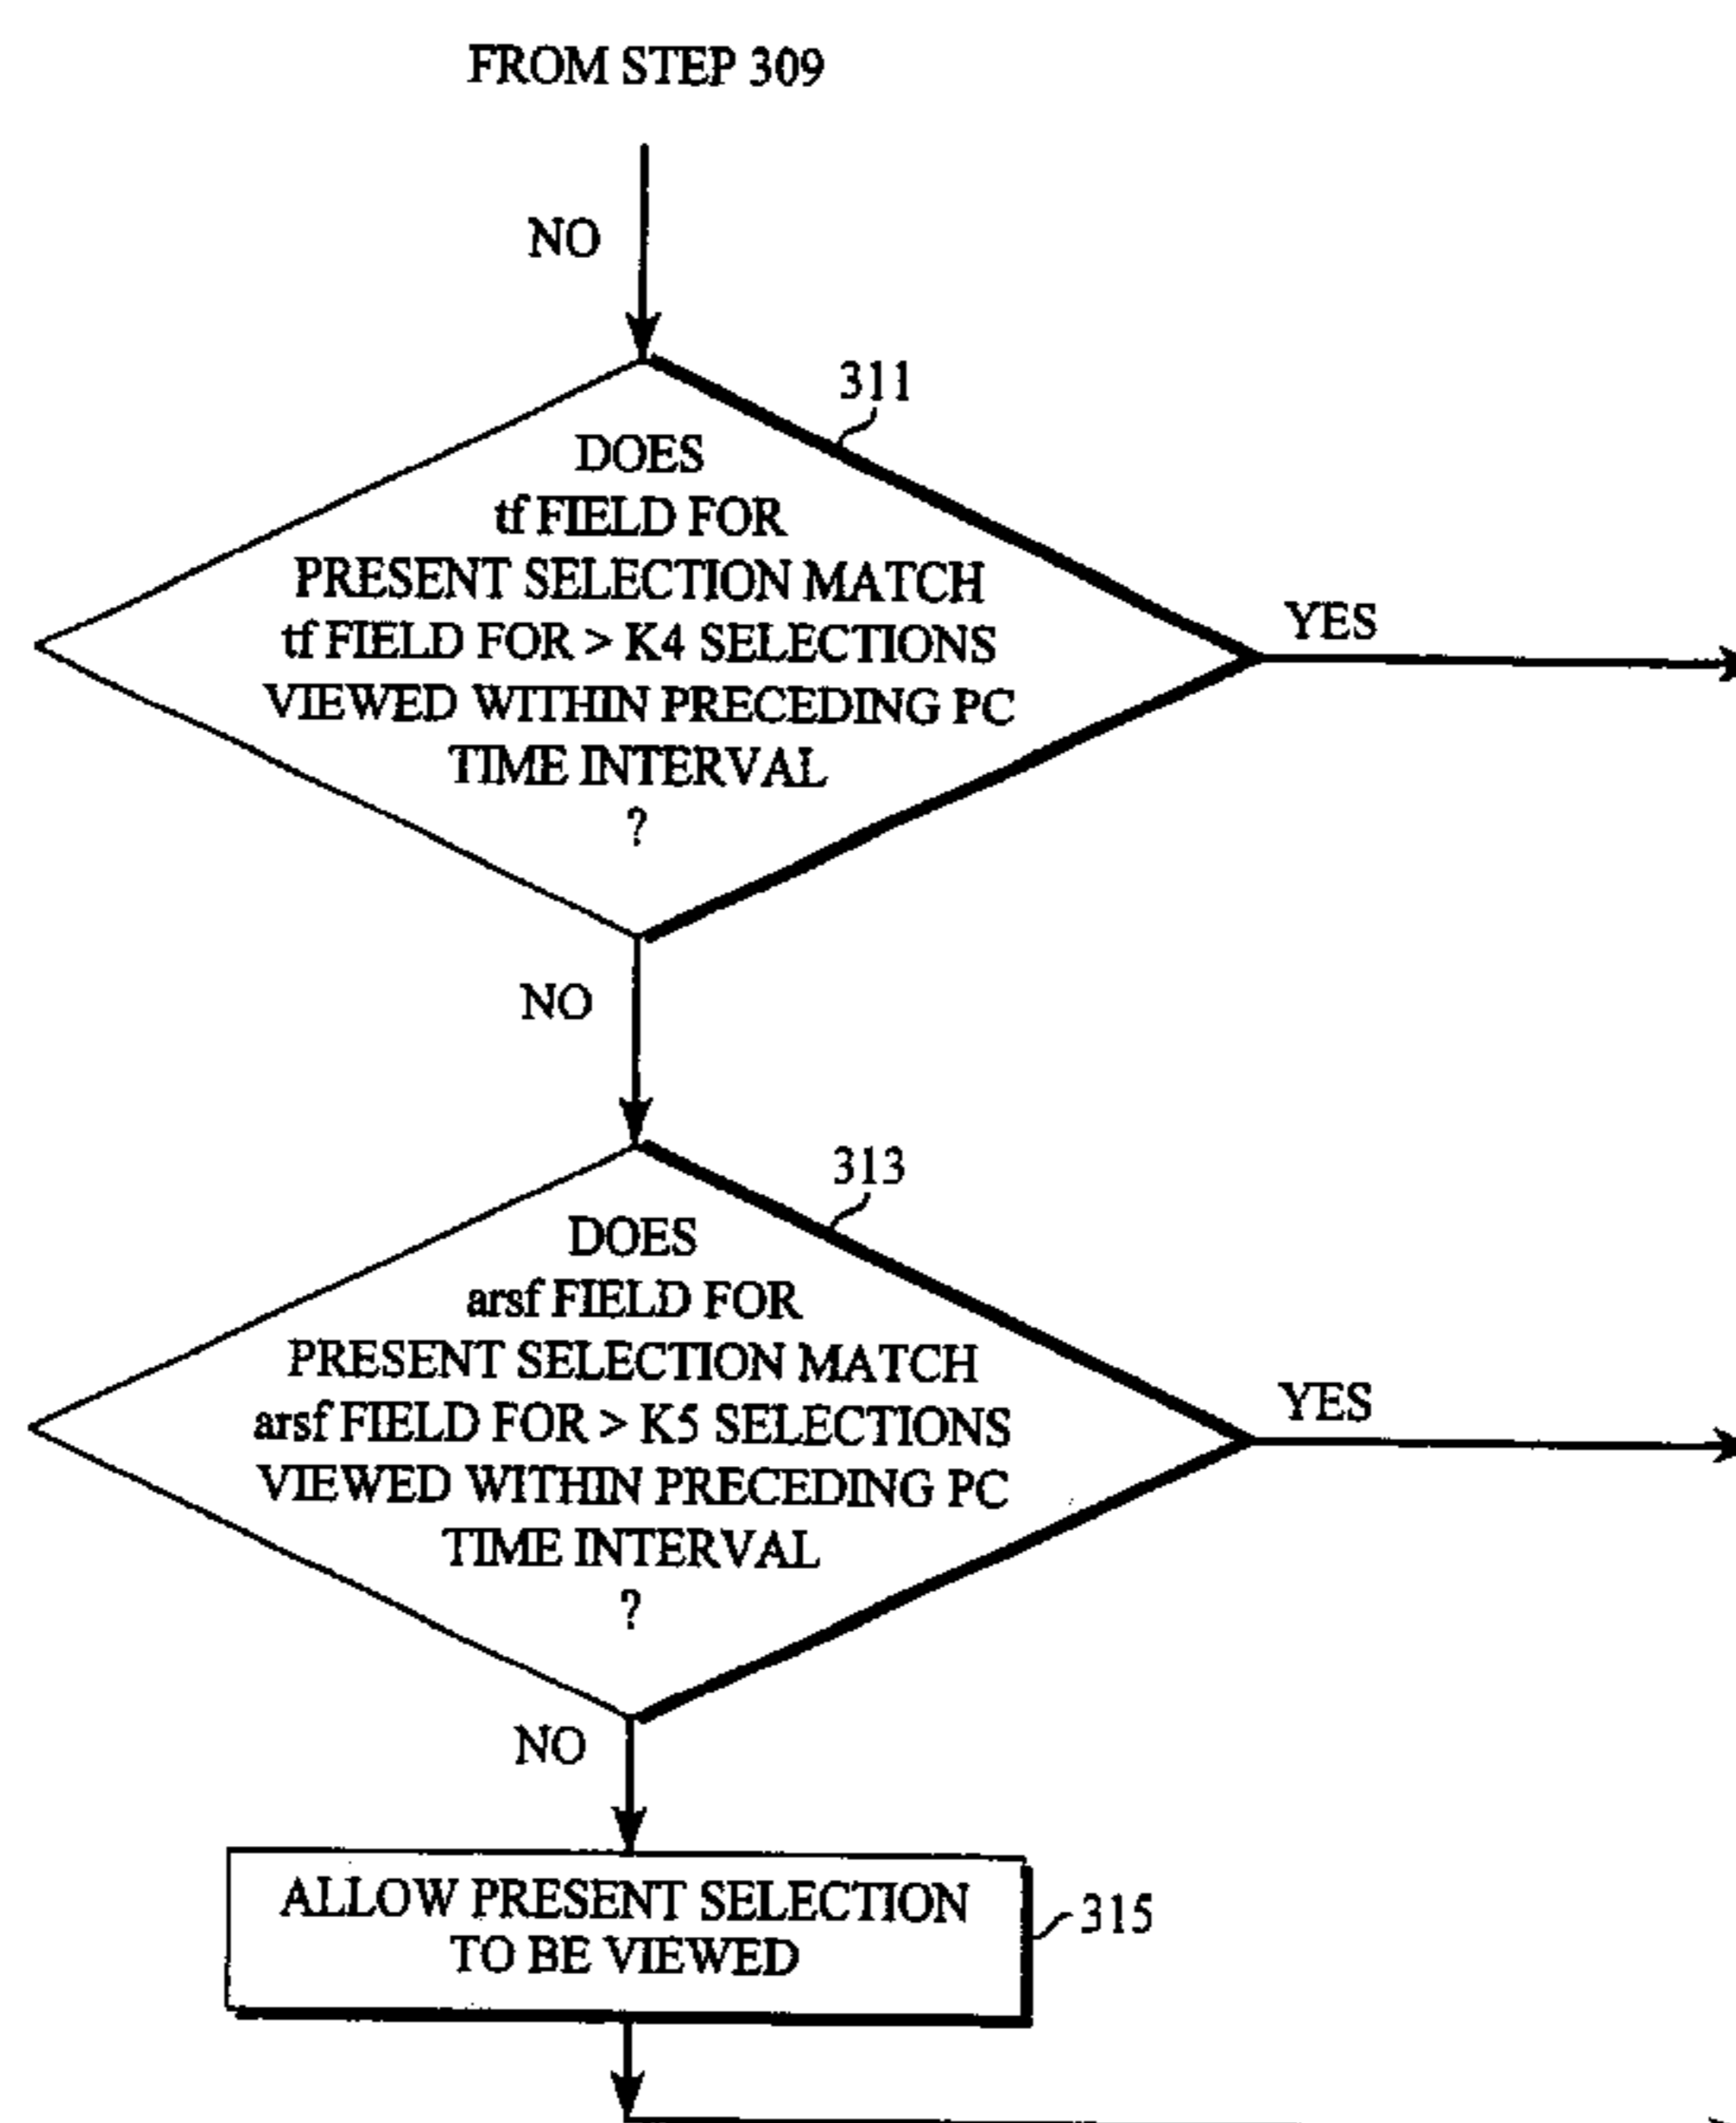 FROM STEP 309
NO
311
DOES
tf FIELD FOR
PRESENT SELECTION MATCH
tf FIELD FOR > K4 SELECTIONS
VIEWED WITHIN PRECEDING PC
TIME INTERVAL
?
YES
NO
313
DOES
arsf FIELD FOR
PRESENT SELECTION MATCH
arsf FIELD FOR > K5 SELECTIONS
VIEWED WITHIN PRECEDING PC
TIME INTERVAL
?
YES
NO
ALLOW PRESENT SELECTION
TO BE VIEWED
315